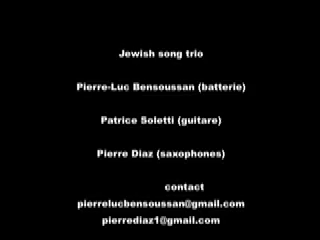 Jewish song trio
Pierre-Luc Bensoussan (batterie)
Patrice Soletti (guitare)
Pierre Diaz (saxophones)
contact
pierrelucbensoussan@gmail.com
pierrediaz1@gmail.com